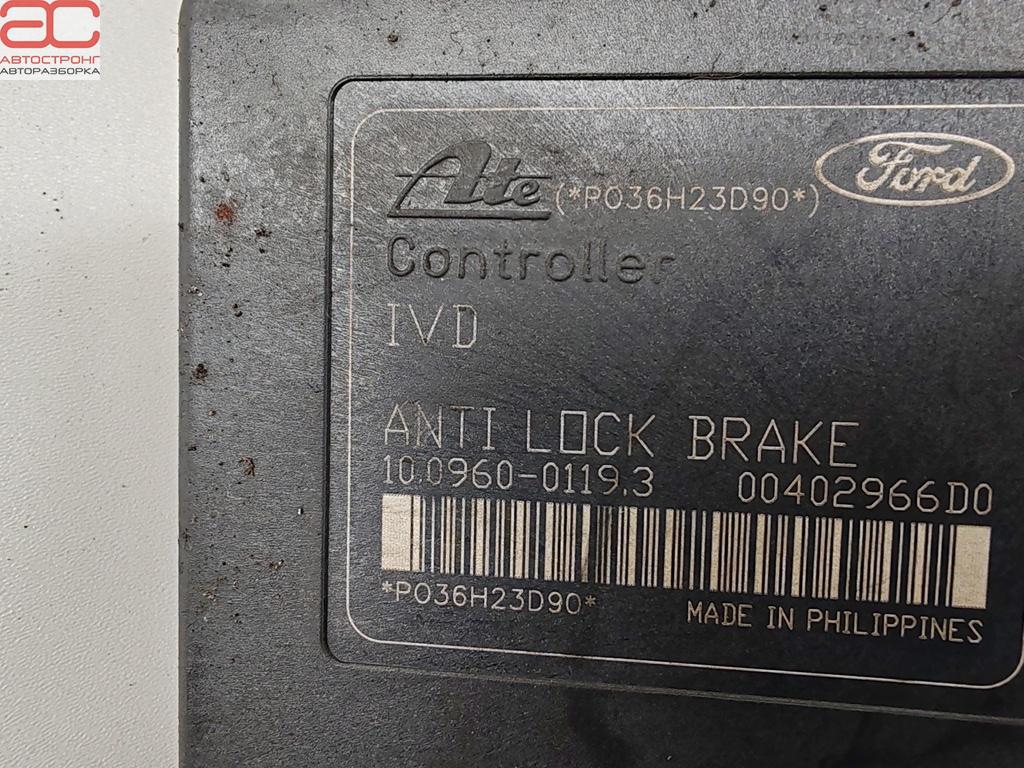 ac
АВТОСТРОНГ
АВТОРАЗБОРКА
Ate (*P036H23D90*) Ford
Controller
IVD
ANTI LOCK BRAKE
10.0960-0119.3 00402966D0
*P036H23D90*
MADE IN PHILIPPINES